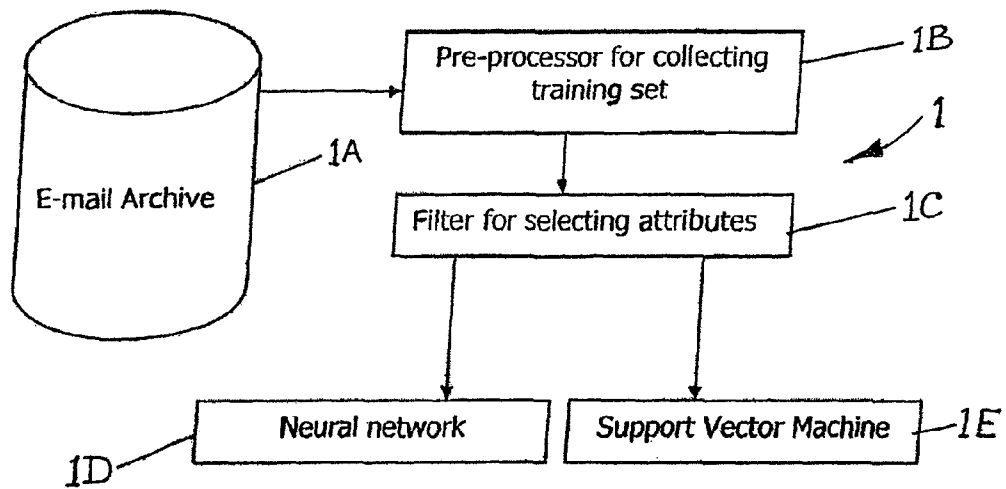 Pre-processor for collecting
training set
1B
1
E-mail Archive
1A
Filter for selecting attributes
1C
Neural network
1D
Support Vector Machine
1E